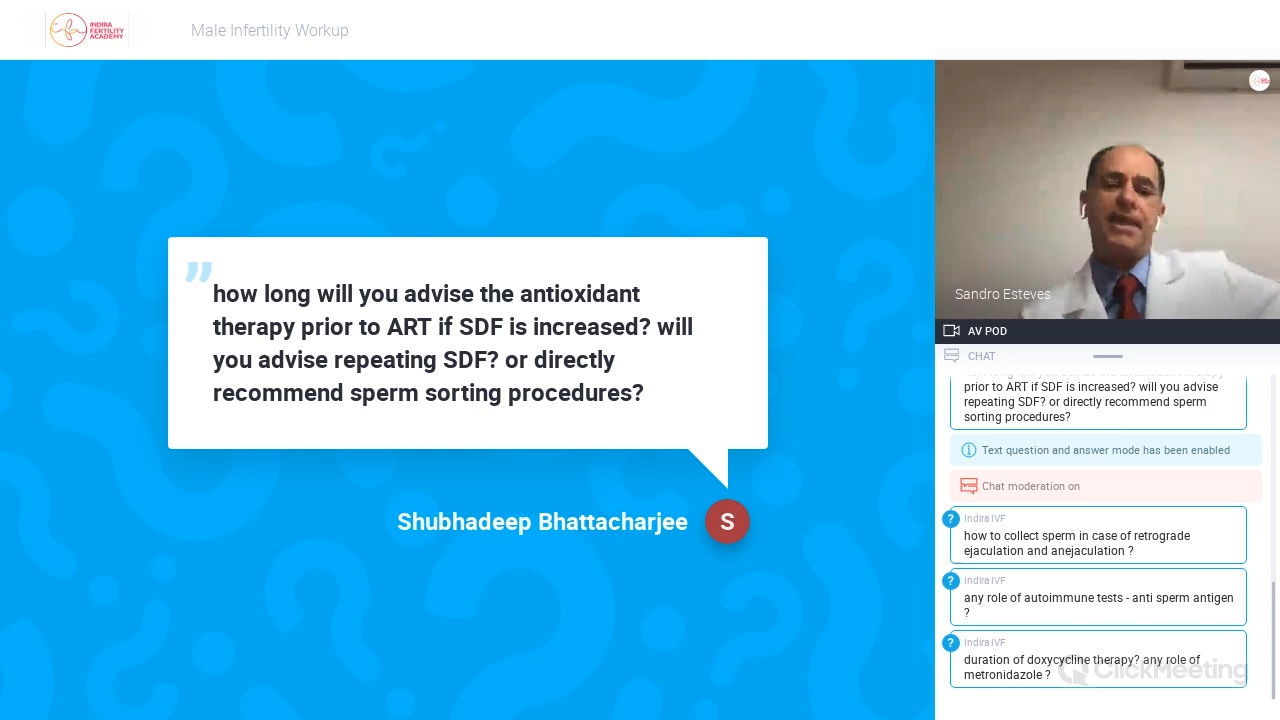 INDIRA
FERTILITY
ACADEMY
Male Infertility Workup
how long will you advise the antioxidant
therapy prior to ART if SDF is increased? will
you advise repeating SDF? or directly
recommend sperm sorting procedures?
Shubhadeep Bhattacharjee
S
Sandro Esteves
AV POD
CHAT
prior to ART if SDF is increased? will you advise
repeating SDF? or directly recommend sperm
sorting procedures?
Text question and answer mode has been enabled
Chat moderation on
?
Indira IVF
how to collect sperm in case of retrograde
ejaculation and anejaculation ?
?
Indira IVF
any role of autoimmune tests - anti sperm antigen
?
?
Indira IVF
duration of doxycycline therapy? any role of
metronidazole ?
ClickMeeting